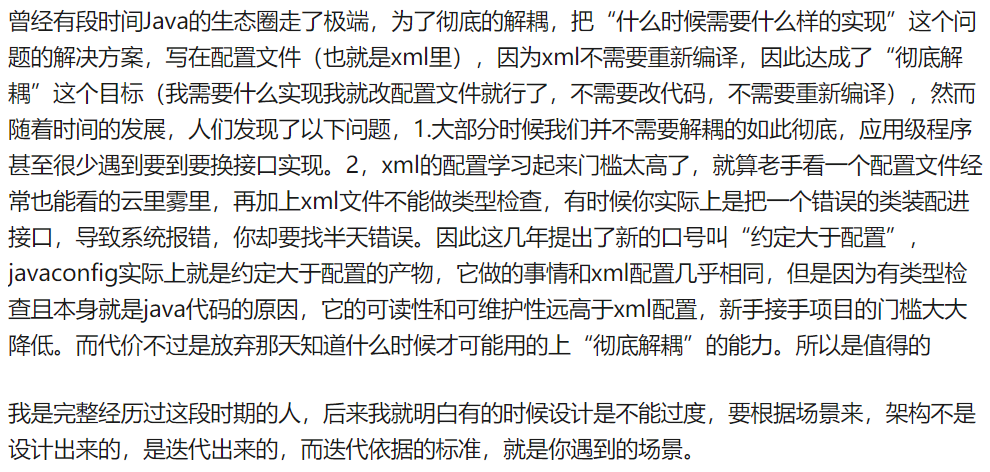 曾经有段时间Java的生态圈走了极端，为了彻底的解耦，把“什么时候需要什么样的实现”这个问
题的解决方案，写在配置文件（也就是xml里），因为xml不需要重新编译，因此达成了“彻底解
耦”这个目标（我需要什么实现我就改配置文件就行了，不需要改代码，不需要重新编译），然而
随着时间的发展，人们发现了以下问题，1.大部分时候我们并不需要解耦的如此彻底，应用级程序
甚至很少遇到要到要换接口实现。2，xml的配置学习起来门槛太高了，就算老手看一个配置文件经
常也能看的云里雾里，再加上xml文件不能做类型检查，有时候你实际上是把一个错误的类装配进
接口，导致系统报错，你却要找半天错误。因此这几年提出了新的口号叫“约定大于配置”，
javaconfig实际上就是约定大于配置的产物，它做的事情和xml配置几乎相同，但是因为有类型检
查且本身就是java代码的原因，它的可读性和可维护性远高于xml配置，新手接手项目的门槛大大
降低。而代价不过是放弃那天知道什么时候才可能用的上“彻底解耦”的能力。所以是值得的
我是完整经历过这段时期的人，后来我就明白有的时候设计是不能过度，要根据场景来，架构不是
设计出来的，是迭代出来的，而迭代依据的标准，就是你遇到的场景。